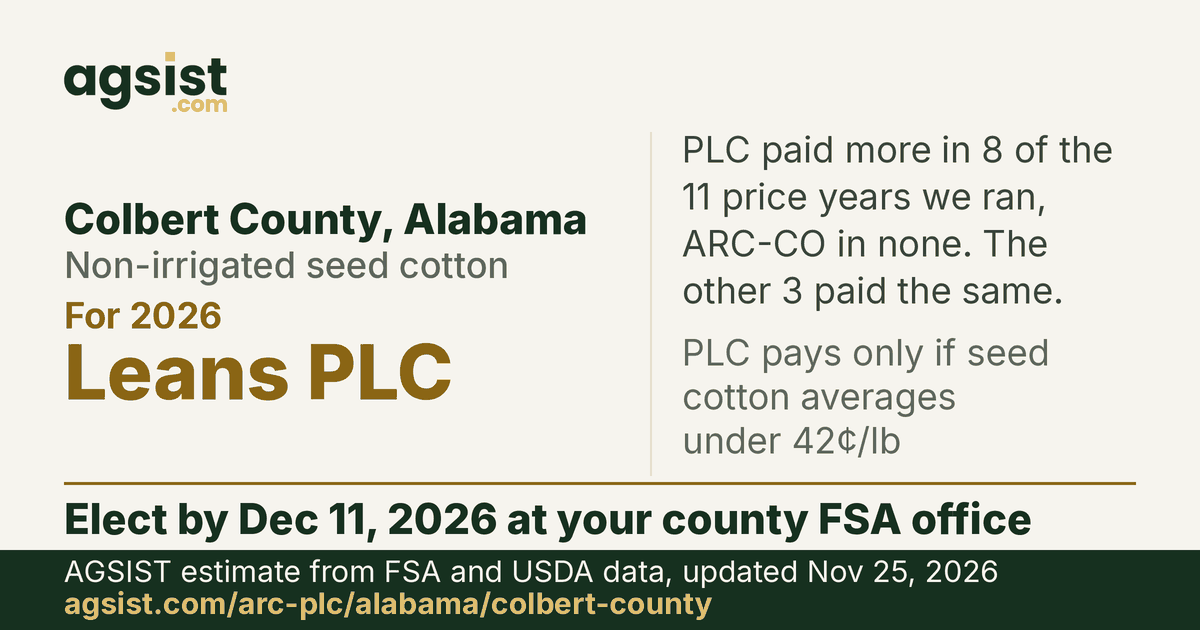 agsist
.com
Colbert County, Alabama
Non-irrigated seed cotton
For 2026
Leans PLC
PLC paid more in 8 of the
11 price years we ran,
ARC-CO in none. The
other 3 paid the same.
PLC pays only if seed
cotton averages
under 42¢/lb
Elect by Dec 11, 2026 at your county FSA office
AGSIST estimate from FSA and USDA data, updated Nov 25, 2026
agsist.com/arc-plc/alabama/colbert-county